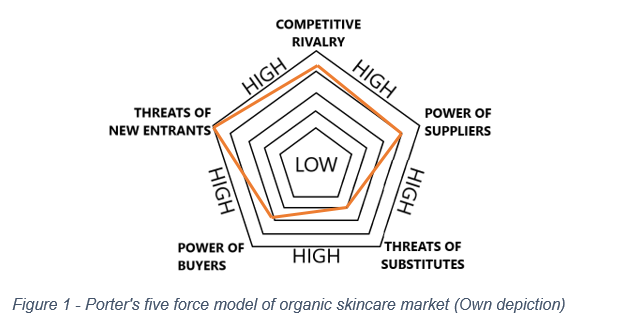 COMPETITIVE
RIVALRY
HIGH
HIGH
THREATS OF
NEW ENTRANTS
POWER OF
SUPPLIERS
LOW
HIGH
HIGH
POWER OF
BUYERS
HIGH
THREATS OF
SUBSTITUTES
Figure 1 - Porter's five force model of organic skincare market (Own depiction)